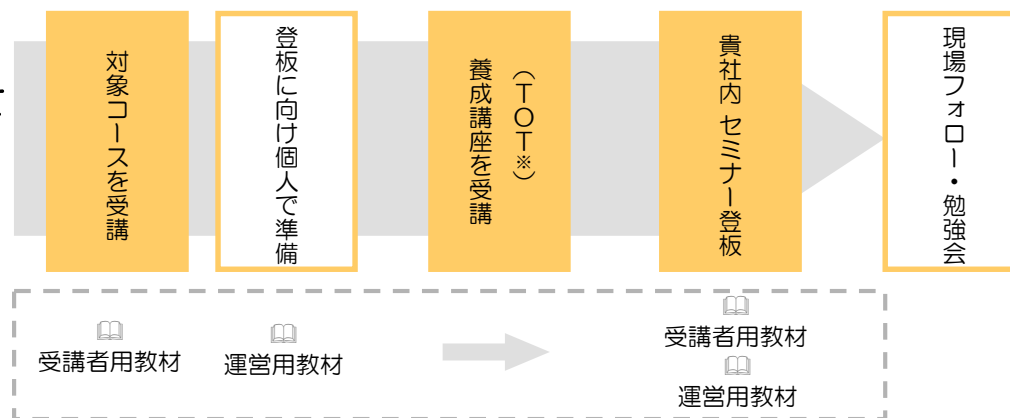 対象コースを受講
登板に向け個人で準備
養成講座を受講
（TOT※）
貴社内 セミナー登板
現場フォロー・勉強会
受講者用教材
運営用教材
受講者用教材
運営用教材